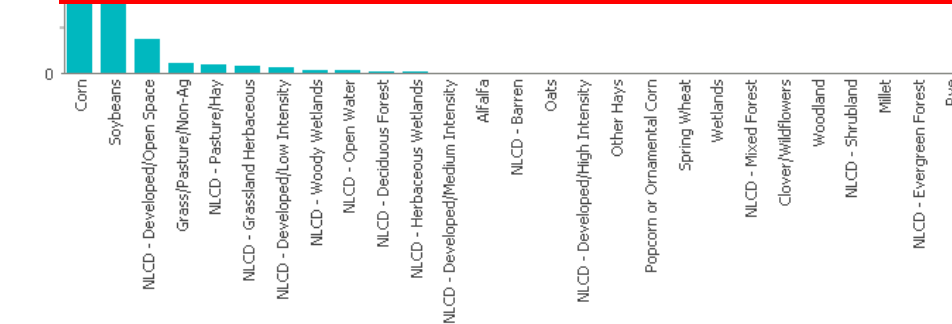 0
Corn
Soybeans
NLCD - Developed/Open Space
Grass/Pasture/Non-Ag
NLCD - Pasture/Hay
NLCD - Grassland Herbaceous
NLCD - Developed/Low Intensity
NLCD - Woody Wetlands
NLCD - Open Water
NLCD - Deciduous Forest
NLCD - Herbaceous Wetlands
NLCD - Developed/Medium Intensity
Alfalfa
NLCD - Barren
Oats
NLCD - Developed/High Intensity
Other Hays
Popcorn or Ornamental Corn
Spring Wheat
Wetlands
NLCD - Mixed Forest
Clover/Wildflowers
Woodland
NLCD - Shrubland
Millet
NLCD - Evergreen Forest